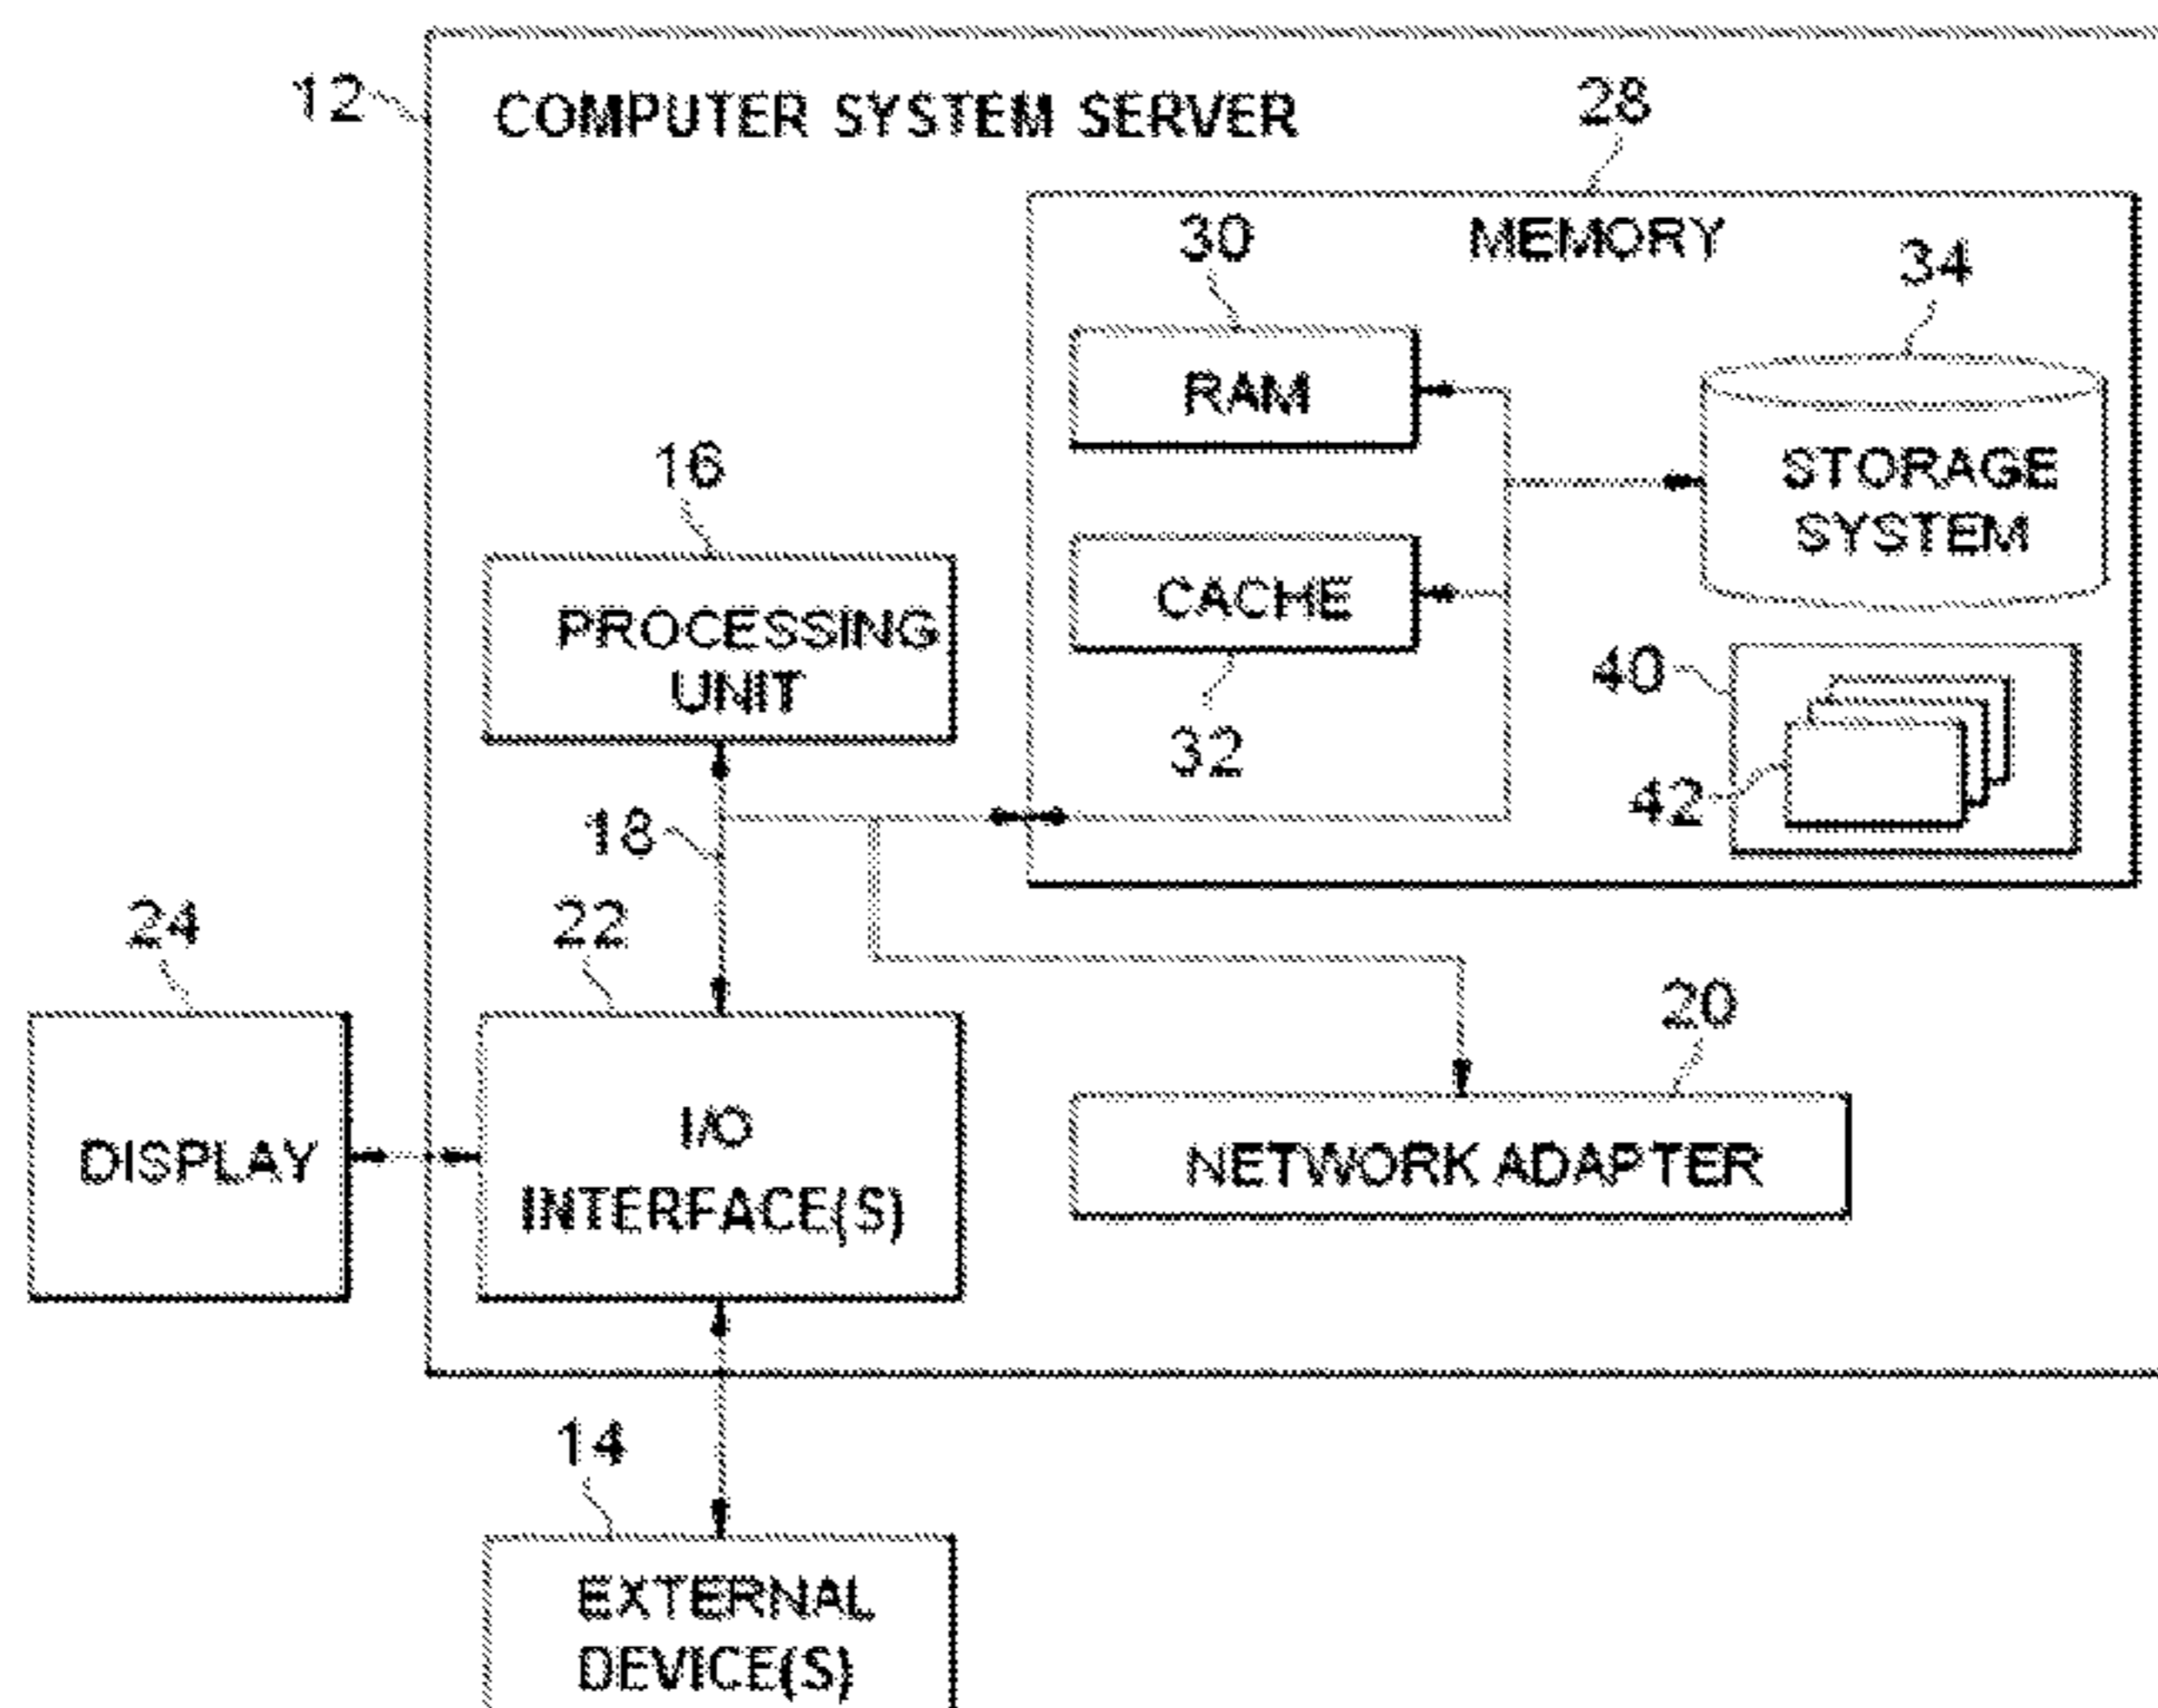 12
COMPUTER SYSTEM SERVER
28
MEMORY
30
34
RAM
STORAGE
SYSTEM
16
PROCESSING
UNIT
CACHE
32
40
42
18
24
22
20
DISPLAY
I/O
INTERFACE(S)
NETWORK ADAPTER
14
EXTERNAL
DEVICE(S)